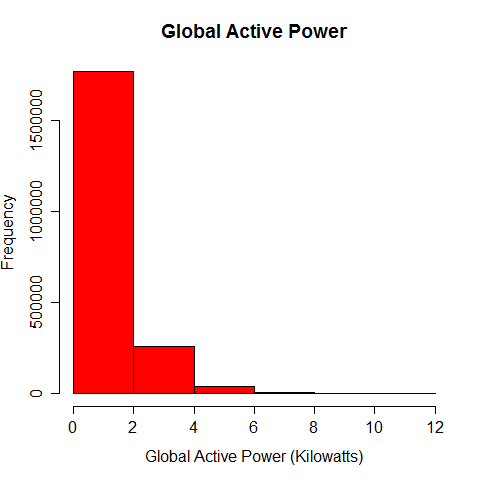 Global Active Power
Frequency
1500000
1000000
500000
0
0 2 4 6 8 10 12
Global Active Power (Kilowatts)